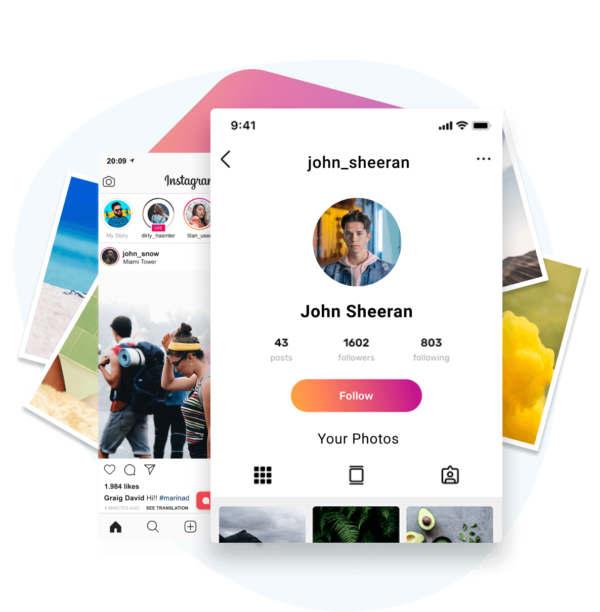 20:09
Instagram
My Story
dirty_hasmter
titan_user
LIVE
john_snow
Miami Tower
1.984 likes
Graig David Hi!! #marinad
6 MINUTES AGO SEE TRANSLATION
9:41
john_sheeran
John Sheeran
43
1602
803
posts
followers
following
Follow
Your Photos